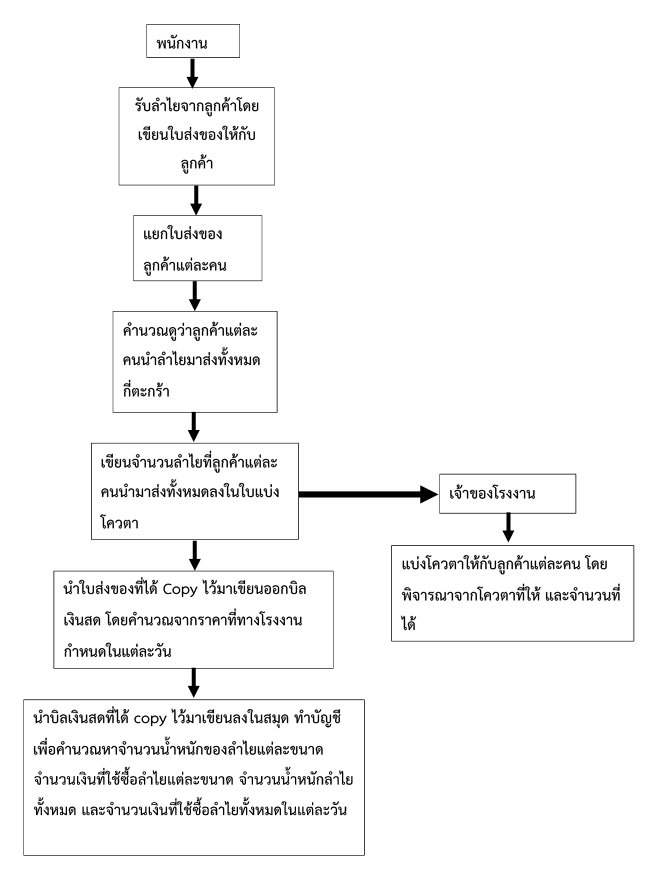 พนักงาน
รับลำไยจากลูกค้าโดย
เขียนใบส่งของให้กับ
ลูกค้า
แยกใบส่งของ
ลูกค้าแต่ละคน
คำนวณดูว่าลูกค้าแต่ละ
คนนำลำไยมาส่งทั้งหมด
กี่ตะกร้า
เขียนจำนวนลำไยที่ลูกค้าแต่ละ
คนนำมาส่งทั้งหมดลงในใบแบ่ง
โควตา
เจ้าของโรงงาน
แบ่งโควตาให้กับลูกค้าแต่ละคน โดย
พิจารณาจากโควตาที่ให้ และจำนวนที่
ได้
นำใบส่งของที่ได้ Copy ไว้มาเขียนออกบิล
เงินสด โดยคำนวณจากราคาที่ทางโรงงาน
กำหนดในแต่ละวัน
นำบิลเงินสดที่ได้ copy ไว้มาเขียนลงในสมุด ทำบัญชี
เพื่อคำนวณหาจำนวนน้ำหนักของลำไยแต่ละขนาด
จำนวนเงินที่ใช้ซื้อลำไยแต่ละขนาด จำนวนน้ำหนักลำไย
ทั้งหมด และจำนวนเงินที่ใช้ซื้อลำไยทั้งหมดในแต่ละวัน